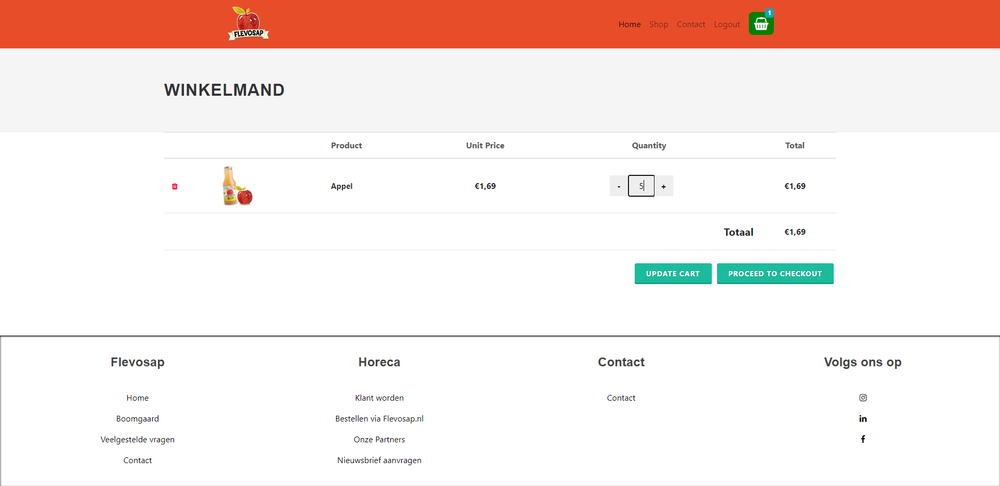 FLEVOSAP
Home Shop Contact Logout 1
WINKELMAND
Product Unit Price Quantity Total
Appel €1,69 - 5 + €1,69
Totaal €1,69
UPDATE CART PROCEED TO CHECKOUT
Flevosap Horeca Contact Volgs ons op
Home Klant worden Contact
Boomgaard Bestellen via Flevosap.nl
Veelgestelde vragen Onze Partners
Contact Nieuwsbrief aanvragen